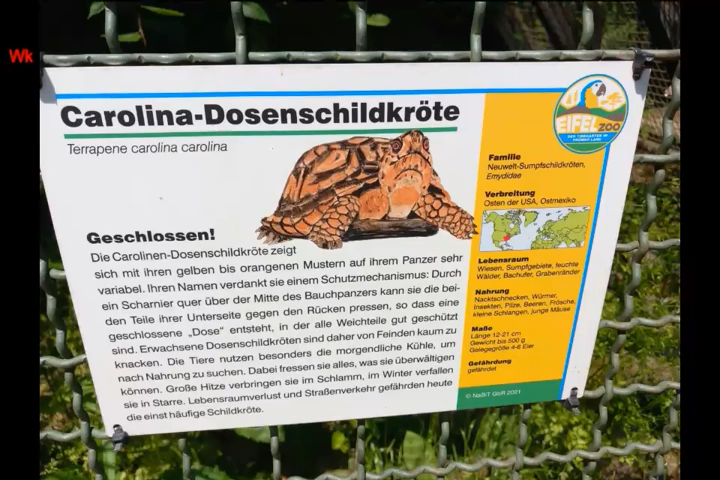 Wk
Carolina-Dosenschildkröte
Terrapene carolina carolina
Geschlossen!
Die Carolinen-Dosenschildkröte zeigt
sich mit ihren gelben bis orangenen Mustern auf ihrem Panzer sehr
variabel. Ihren Namen verdankt sie einem Schutzmechanismus: Durch
ein Scharnier quer über der Mitte des Bauchpanzers kann sie die bei-
den Teile ihrer Unterseite gegen den Rücken pressen, so dass eine
geschlossene „Dose" entsteht, in der alle Weichteile gut geschützt
sind. Erwachsene Dosenschildkröten sind daher von Feinden kaum zu
knacken. Die Tiere nutzen besonders die morgendliche Kühle, um
nach Nahrung zu suchen. Dabei fressen sie alles, was sie überwältigen
können. Große Hitze verbringen sie im Schlamm, im Winter verfallen
sie in Starre. Lebensraumverlust und Straßenverkehr gefährden heute
die einst häufige Schildkröte.
EIFEL ZOO
Familie
Neuwelt-Sumpfschildkröten,
Emydidae
Verbreitung
Osten der USA, Ostmexiko
Lebensraum
Wiesen, Sumpfgebiete, feuchte
Wälder, Bachufer, Grabenränder
Nahrung
Nacktschnecken, Würmer,
Insekten, Pilze, Beeren, Frösche,
kleine Schlangen, junge Mäuse
Maße
Länge 12-21 cm
Gewicht bis 500 g
Gelegegröße 4-6 Eier
Gefährdung
gefährdet
© NaBiT GbR 2021